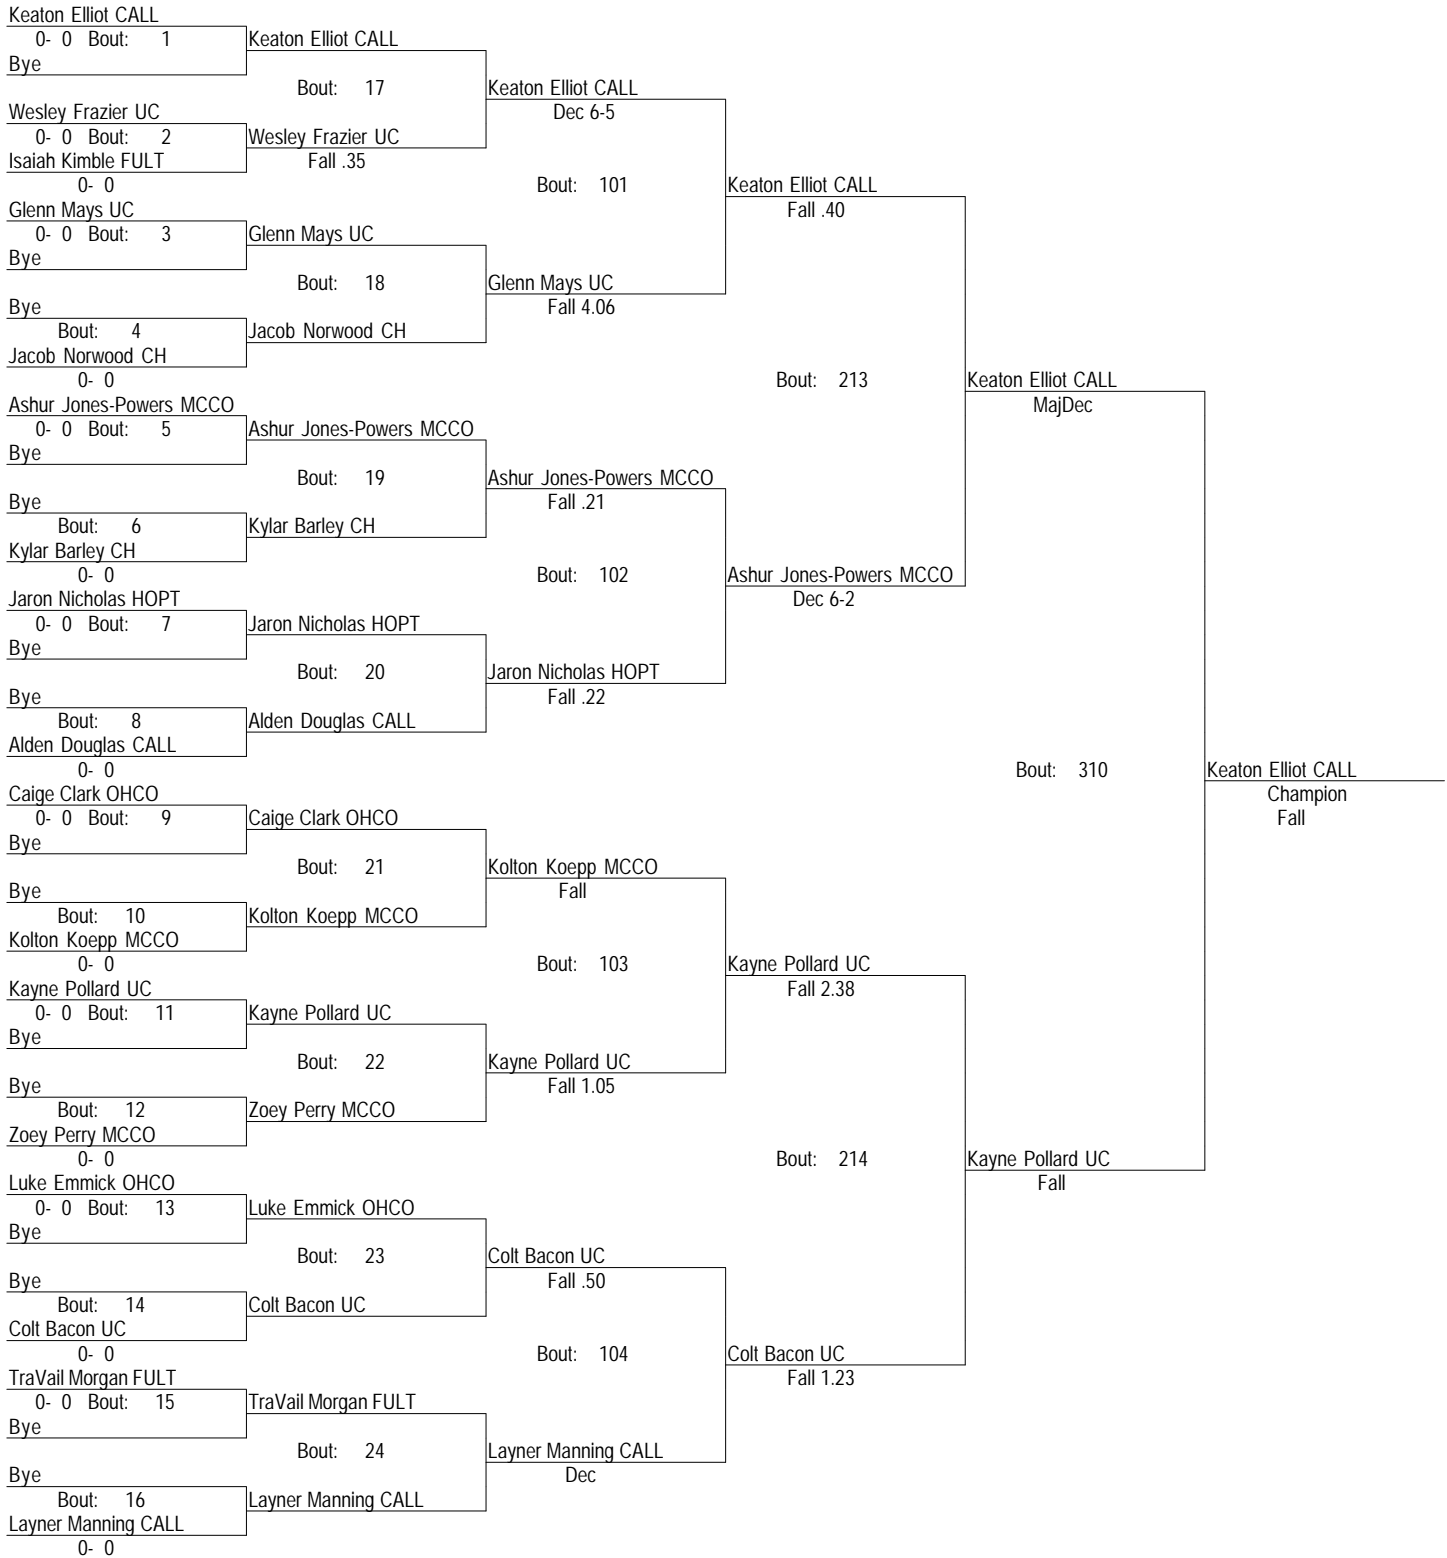 Keaton Elliot CALL
0- 0 Bout: 1 Keaton Elliot CALL
Bye
Bout: 17 Keaton Elliot CALL
Wesley Frazier UC Dec 6-5
0- 0 Bout: 2 Wesley Frazier UC
Isaiah Kimble FULT Fall .35
0- 0 Bout: 101 Keaton Elliot CALL
Glenn Mays UC Fall .40
0- 0 Bout: 3 Glenn Mays UC
Bye
Bout: 18 Glenn Mays UC
Bye Fall 4.06
Bout: 4 Jacob Norwood CH
Jacob Norwood CH
0- 0 Bout: 213 Keaton Elliot CALL
Ashur Jones-Powers MCCO MajDec
0- 0 Bout: 5 Ashur Jones-Powers MCCO
Bye
Bout: 19 Ashur Jones-Powers MCCO
Bye Fall .21
Bout: 6 Kylar Barley CH
Kylar Barley CH
0- 0 Bout: 102 Ashur Jones-Powers MCCO
Jaron Nicholas HOPT Dec 6-2
0- 0 Bout: 7 Jaron Nicholas HOPT
Bye
Bout: 20 Jaron Nicholas HOPT
Bye Fall .22
Bout: 8 Alden Douglas CALL
Alden Douglas CALL
0- 0 Bout: 310 Keaton Elliot CALL
Caige Clark OHCO Champion
0- 0 Bout: 9 Caige Clark OHCO Fall
Bye
Bout: 21 Kolton Koepp MCCO
Bye Fall
Bout: 10 Kolton Koepp MCCO
Kolton Koepp MCCO
0- 0 Bout: 103 Kayne Pollard UC
Kayne Pollard UC Fall 2.38
0- 0 Bout: 11 Kayne Pollard UC
Bye
Bout: 22 Kayne Pollard UC
Bye Fall 1.05
Bout: 12 Zoey Perry MCCO
Zoey Perry MCCO
0- 0 Bout: 214 Kayne Pollard UC
Luke Emmick OHCO Fall
0- 0 Bout: 13 Luke Emmick OHCO
Bye
Bout: 23 Colt Bacon UC
Bye Fall .50
Bout: 14 Colt Bacon UC
Colt Bacon UC
0- 0 Bout: 104 Colt Bacon UC
TraVail Morgan FULT Fall 1.23
0- 0 Bout: 15 TraVail Morgan FULT
Bye
Bout: 24 Layner Manning CALL
Bye Dec
Bout: 16 Layner Manning CALL
Layner Manning CALL
0- 0